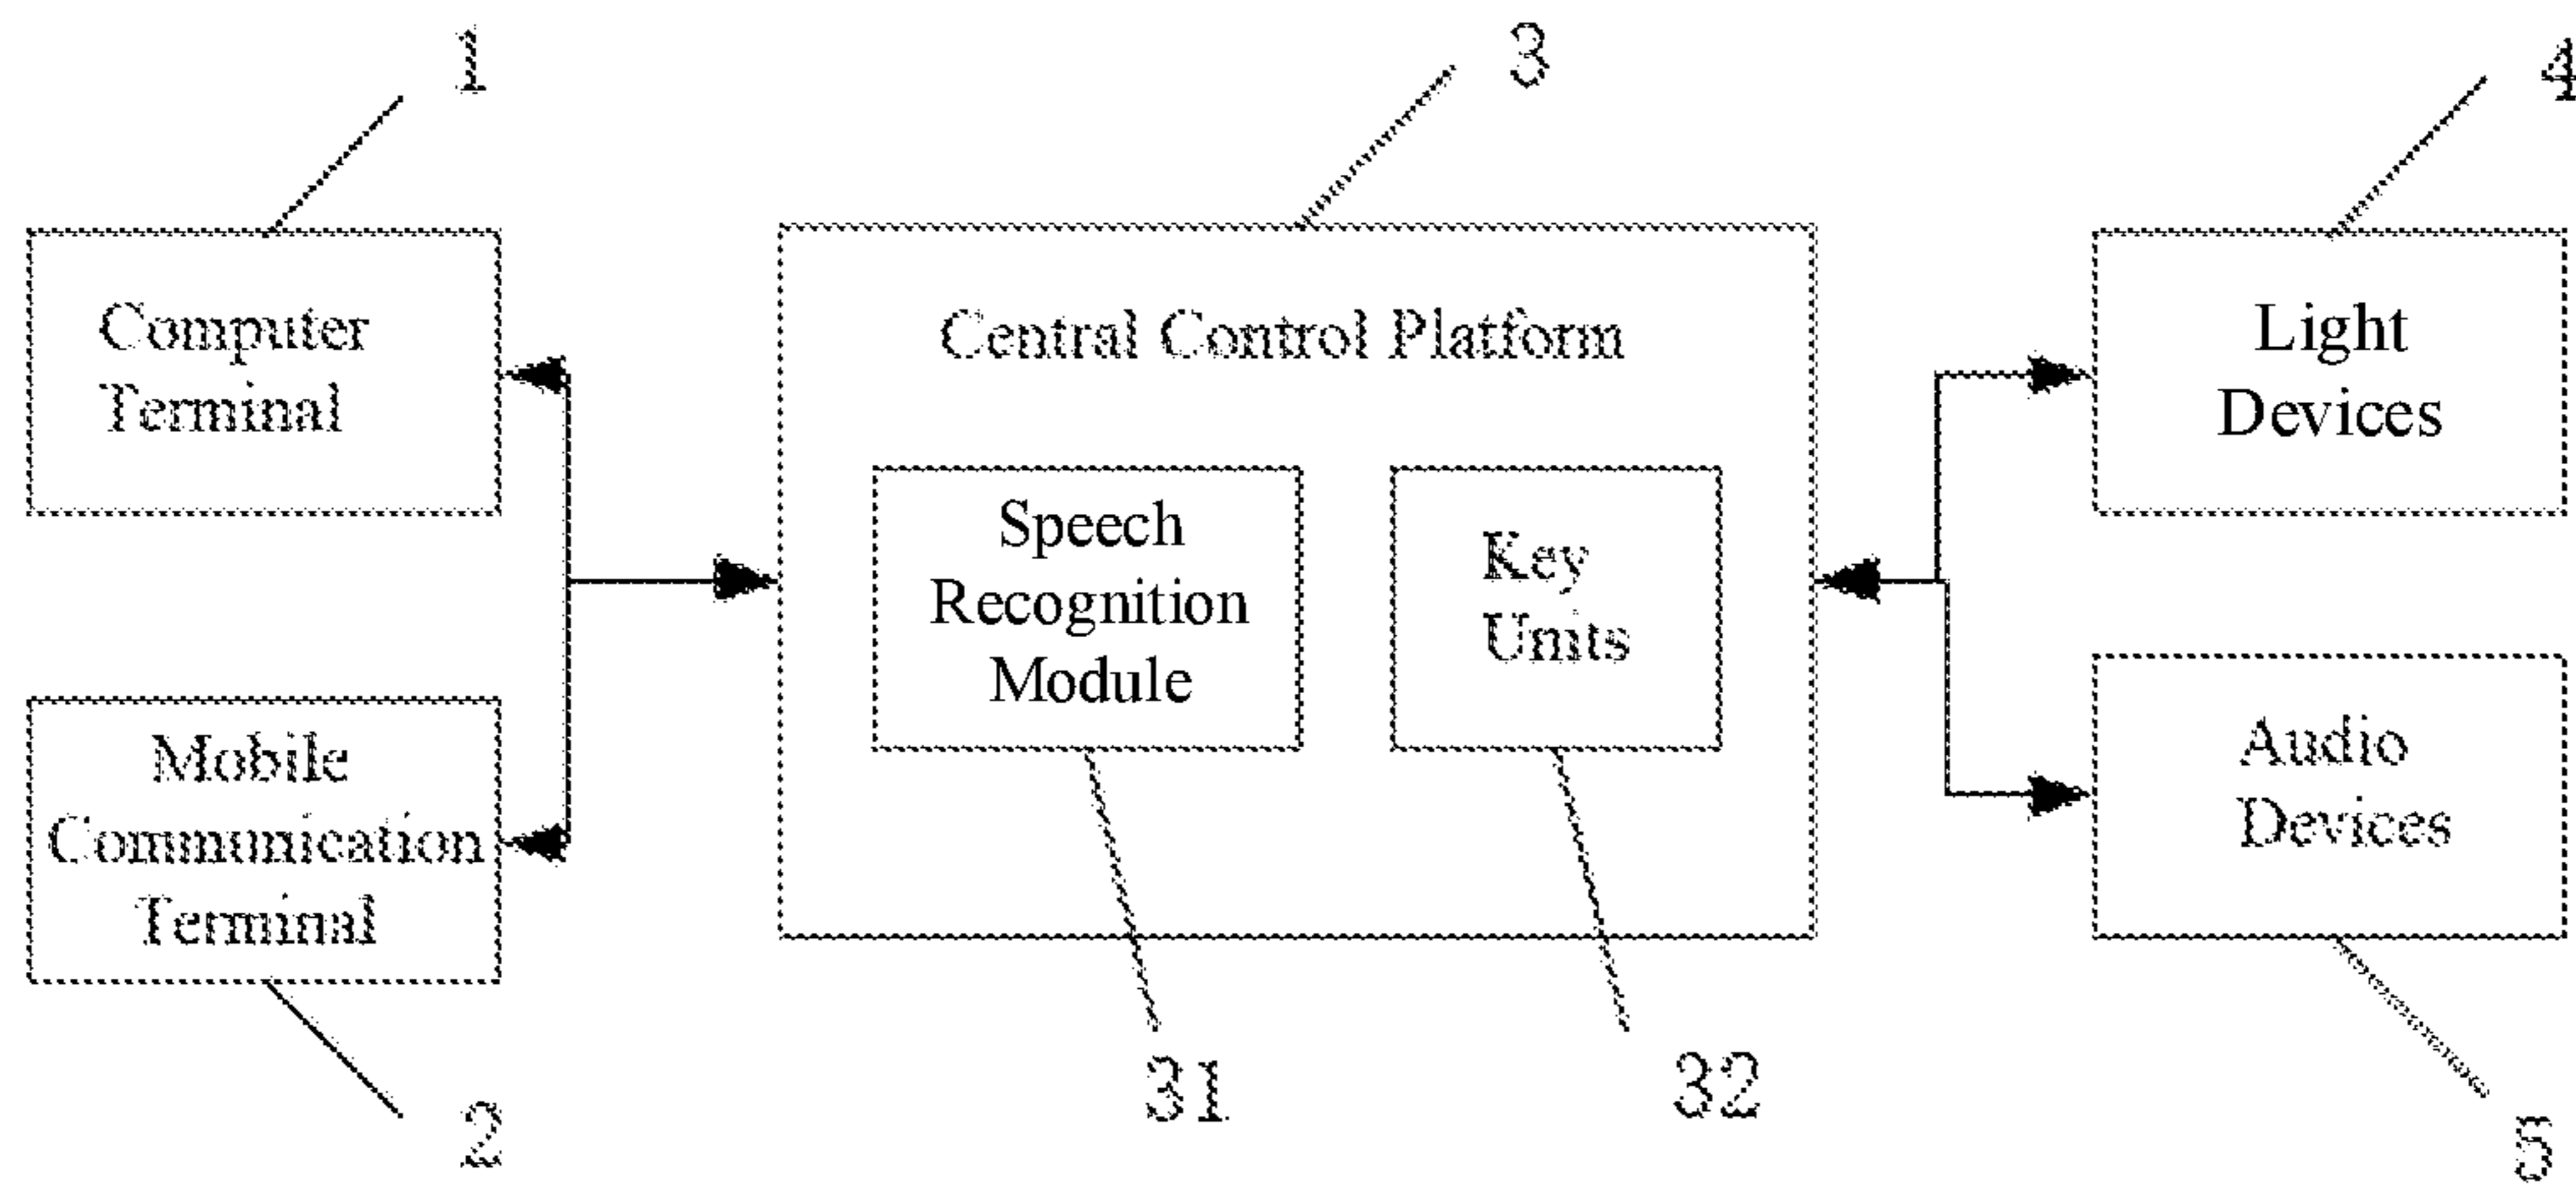 1
3
4
Computer
Terminal
Central Control Platform
Light
Devices
Speech
Recognition
Module
Key
Units
Mobile
Communication
Terminal
Audio
Devices
31
32
2
5